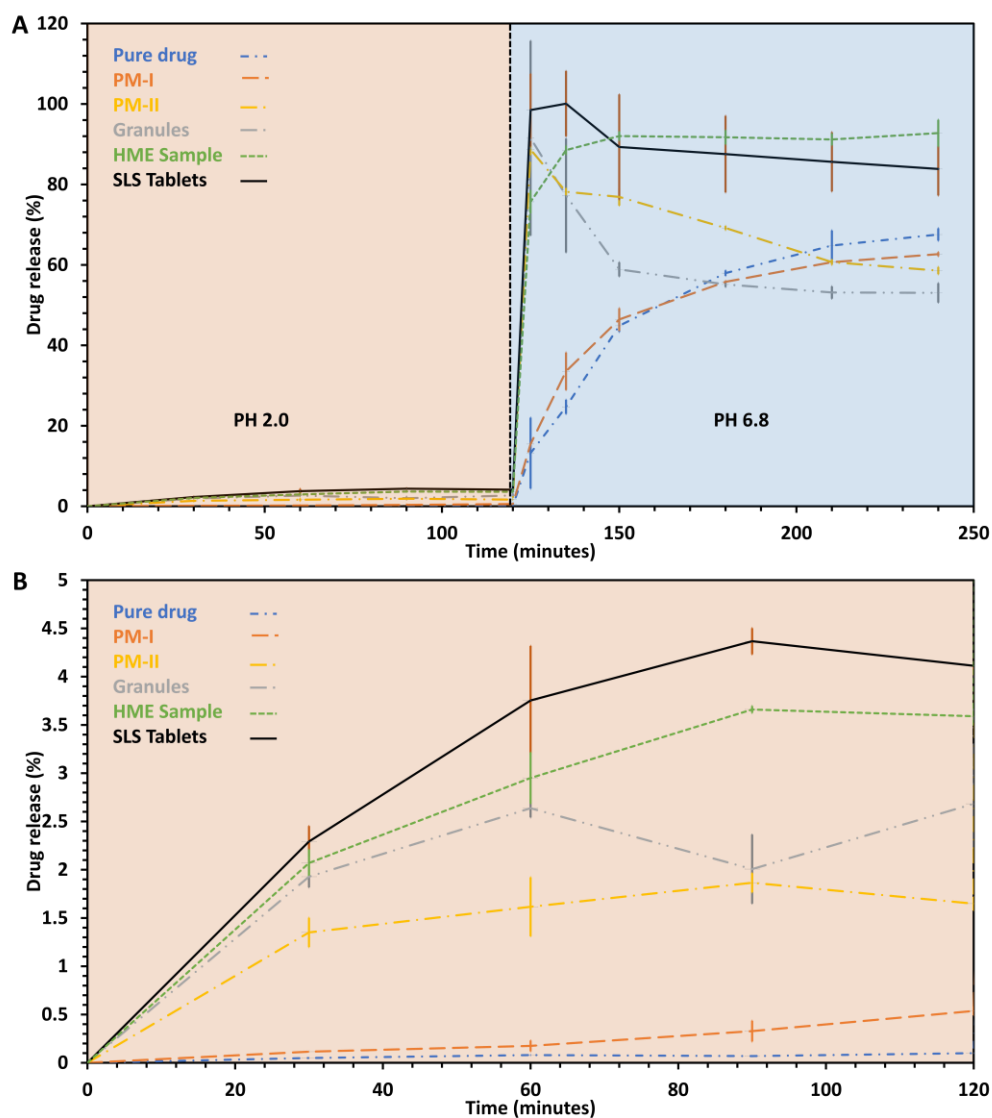 A
120
100
80
60
40
20
0
Drug release (%)
Pure drug
PM-I
PM-II
Granules
HME Sample
SLS Tablets
PH 2.0
PH 6.8
0
50
100
150
200
250
Time (minutes)
B
5
4.5
4
3.5
3
2.5
2
1.5
1
0.5
0
Drug release (%)
Pure drug
PM-I
PM-II
Granules
HME Sample
SLS Tablets
0
20
40
60
80
100
120
Time (minutes)